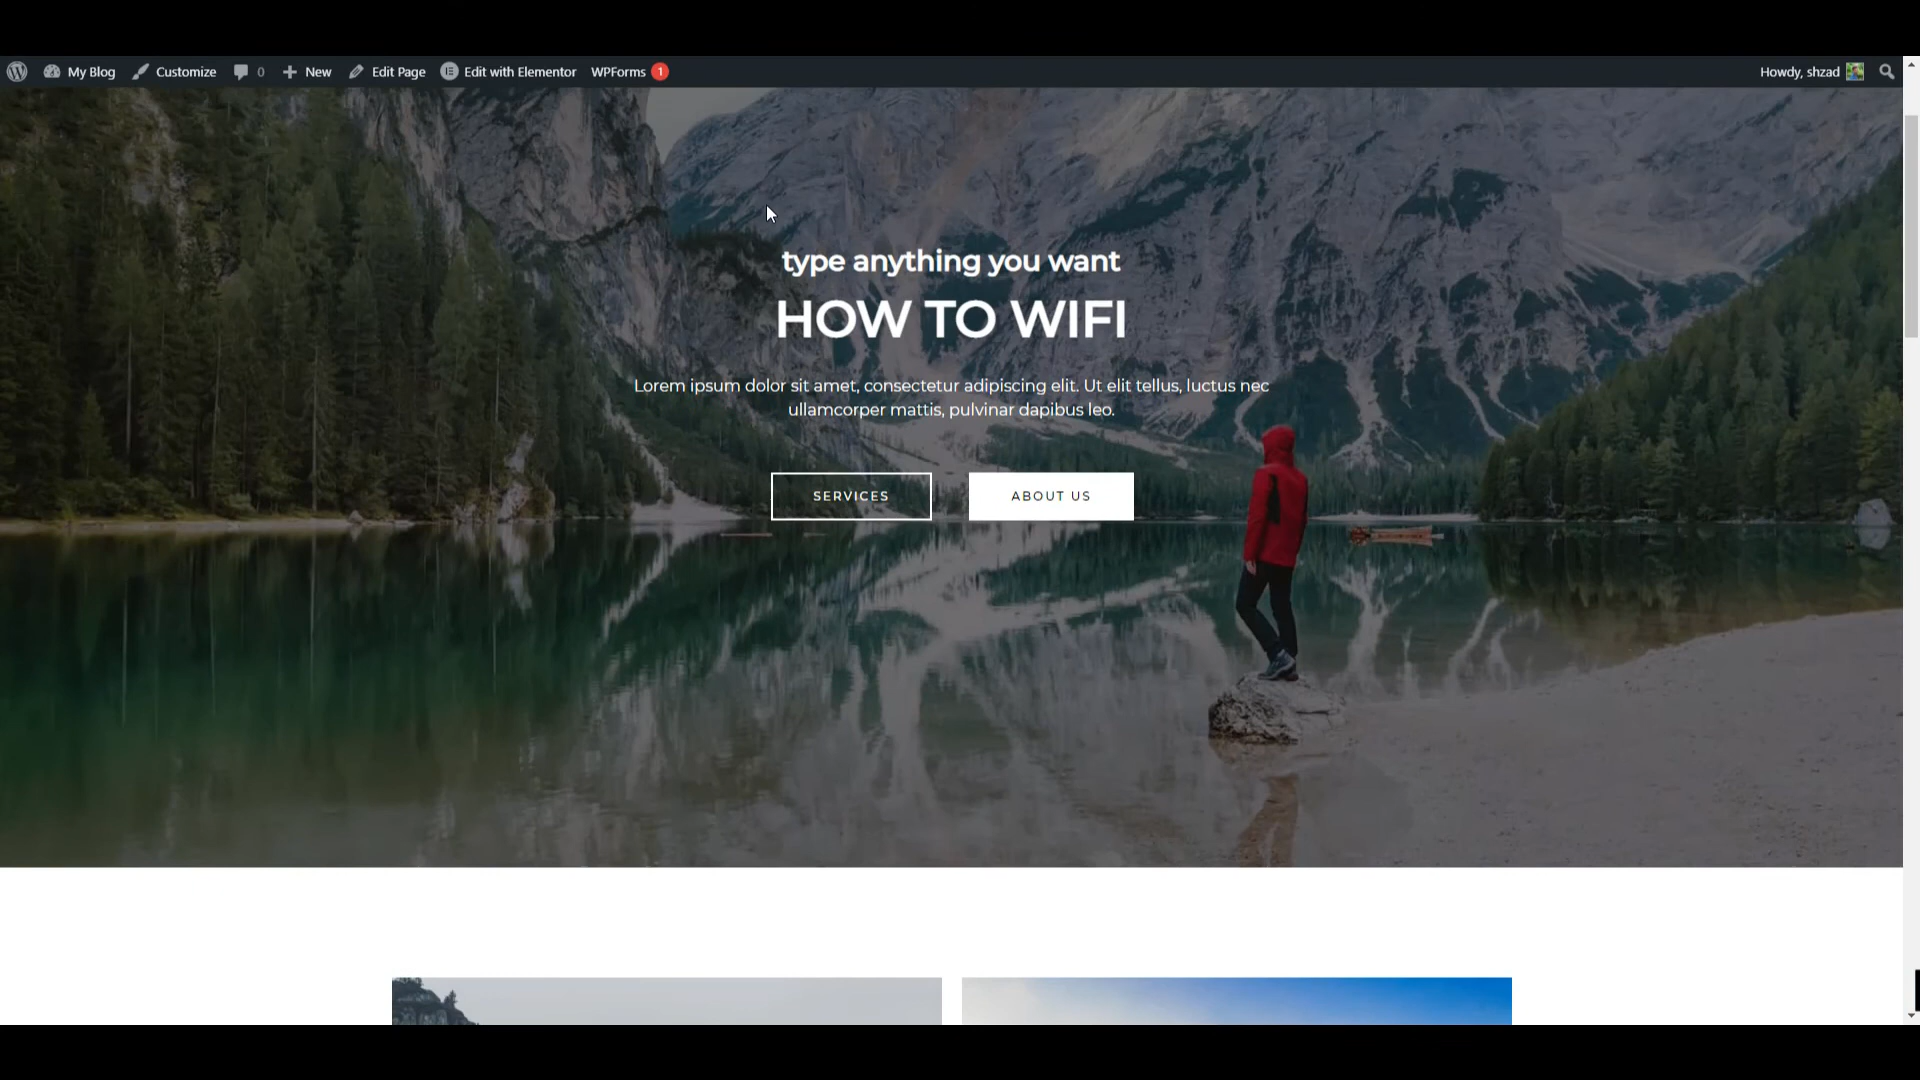 My Blog Customize 0 New Edit Page Edit with Elementor WPForms 1 Howdy, shzad
type anything you want
HOW TO WIFI
Lorem ipsum dolor sit amet, consectetur adipiscing elit. Ut elit tellus, luctus nec
ullamcorper mattis, pulvinar dapibus leo.
SERVICES ABOUT US